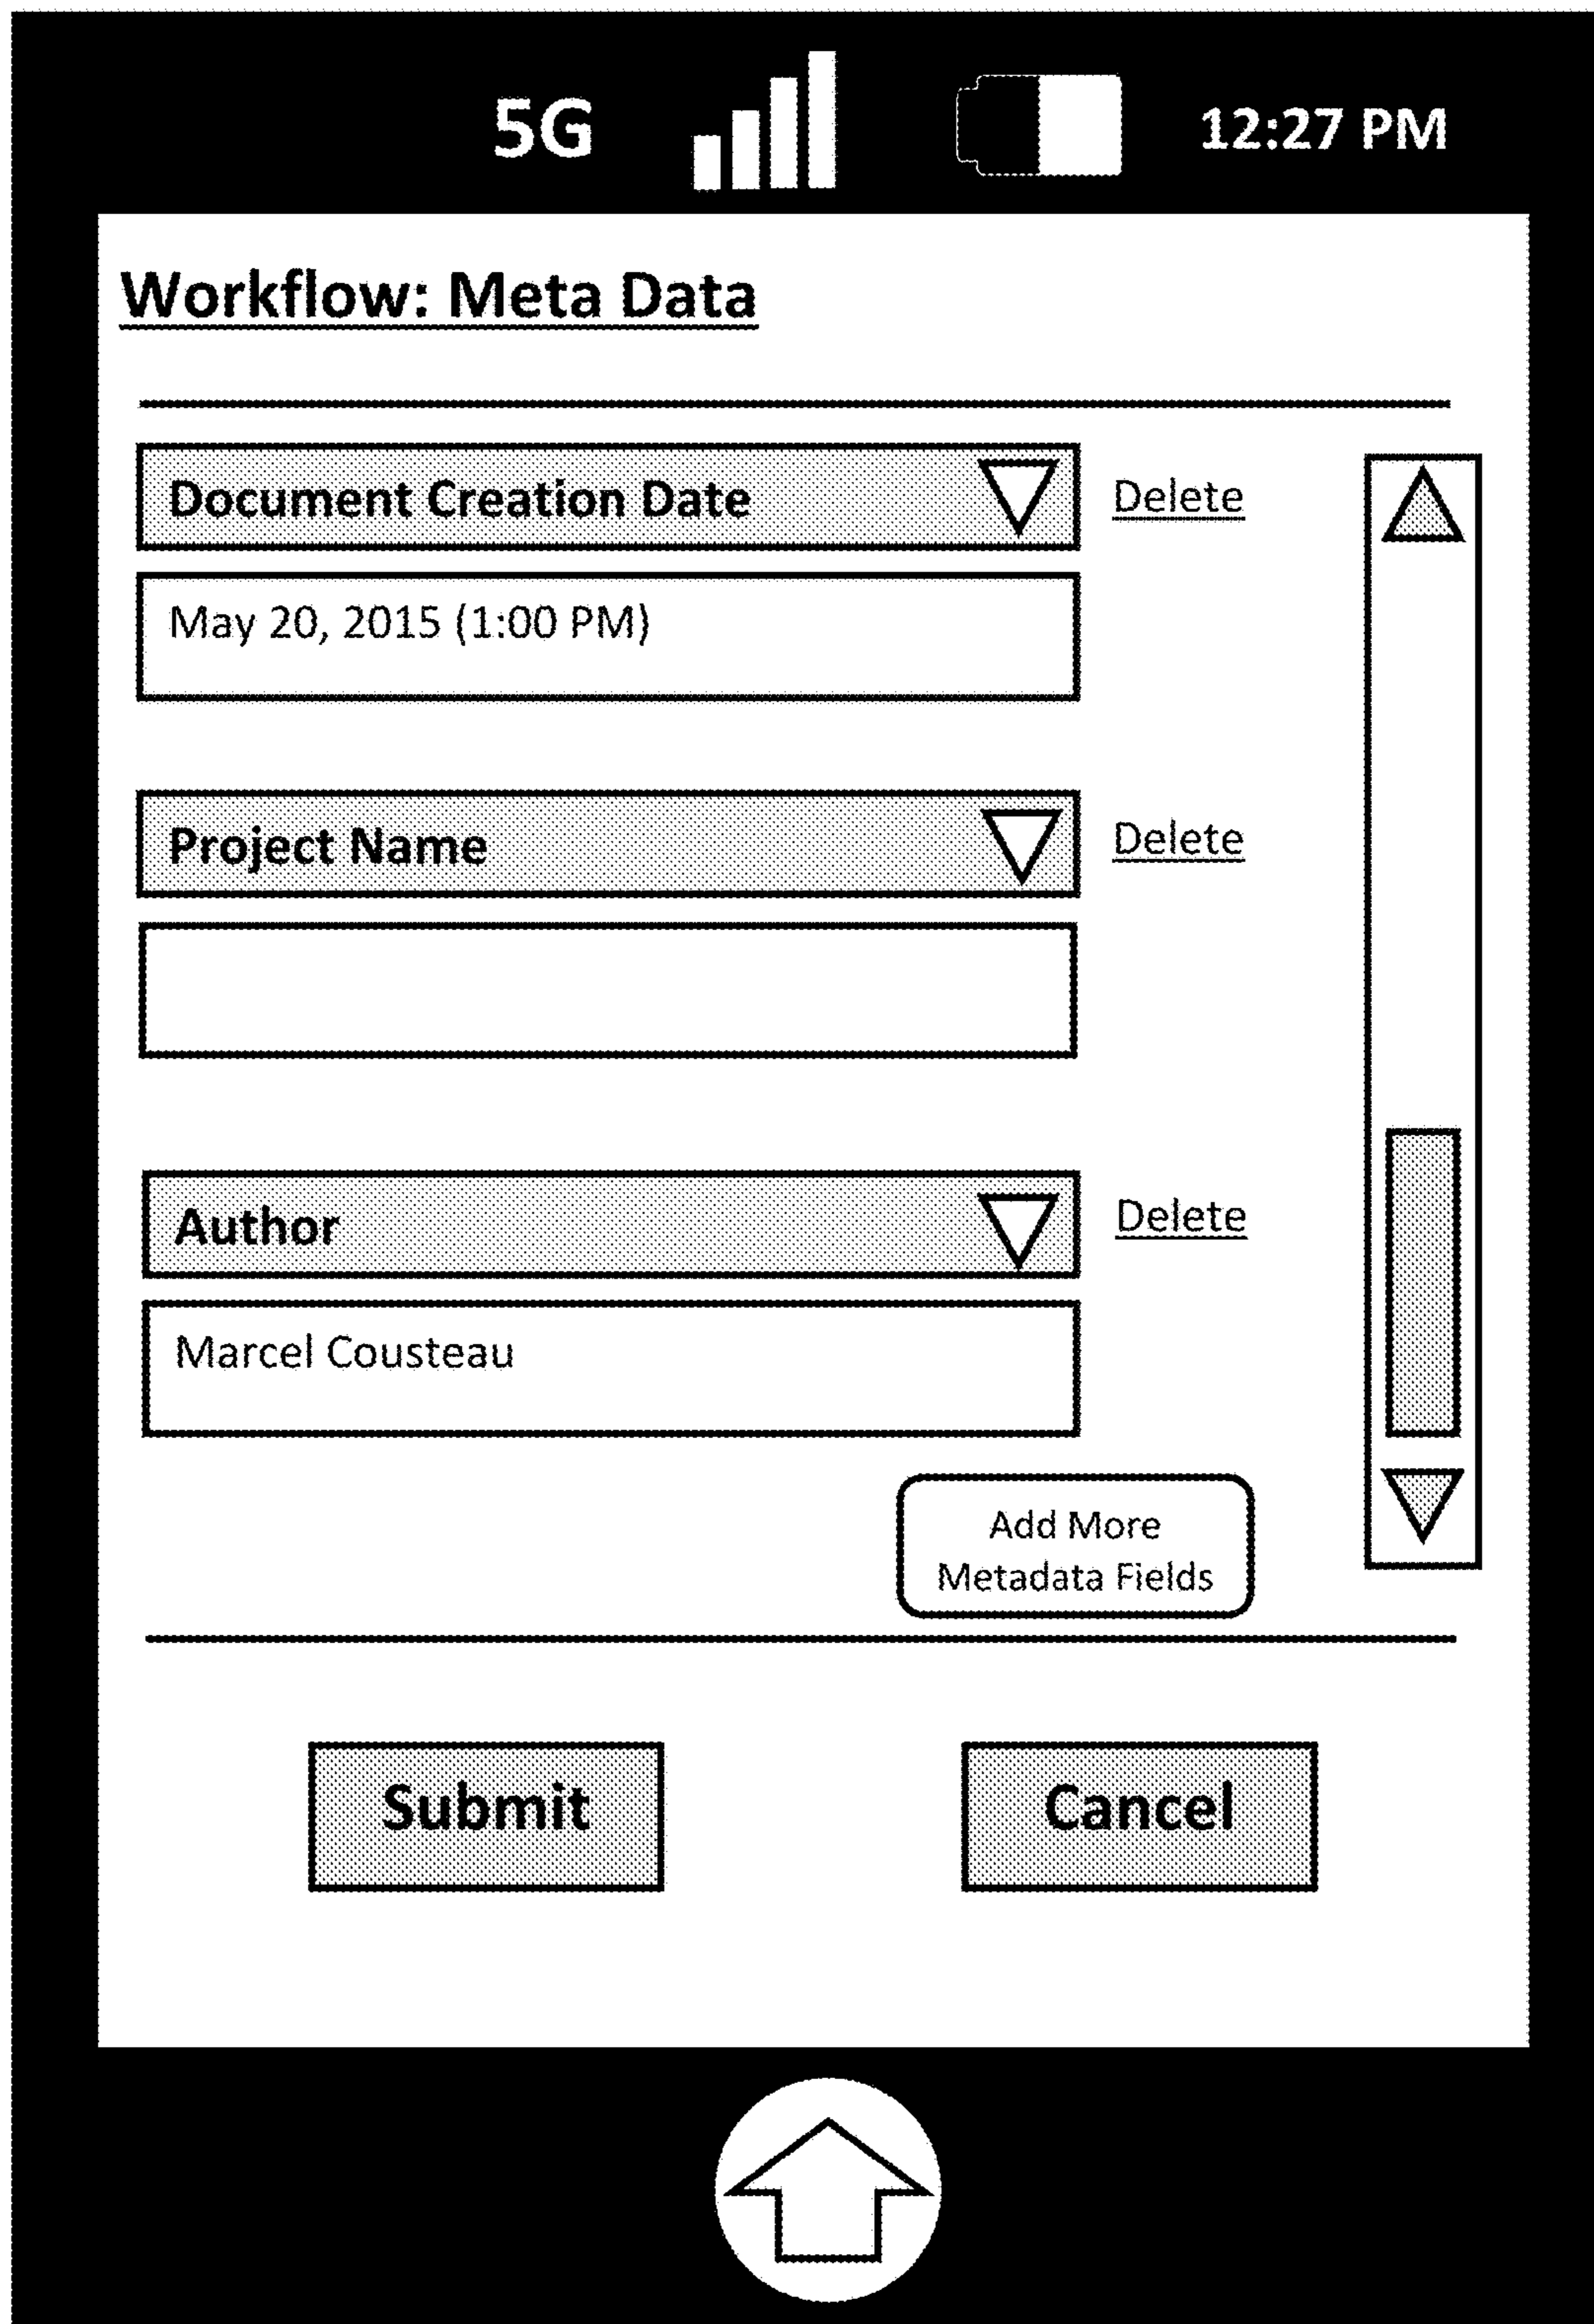 5G 12:27 PM
Workflow: Meta Data
Document Creation Date Delete
May 20, 2015 (1:00 PM)
Project Name Delete
Author Delete
Marcel Cousteau
Add More
Metadata Fields
Submit Cancel